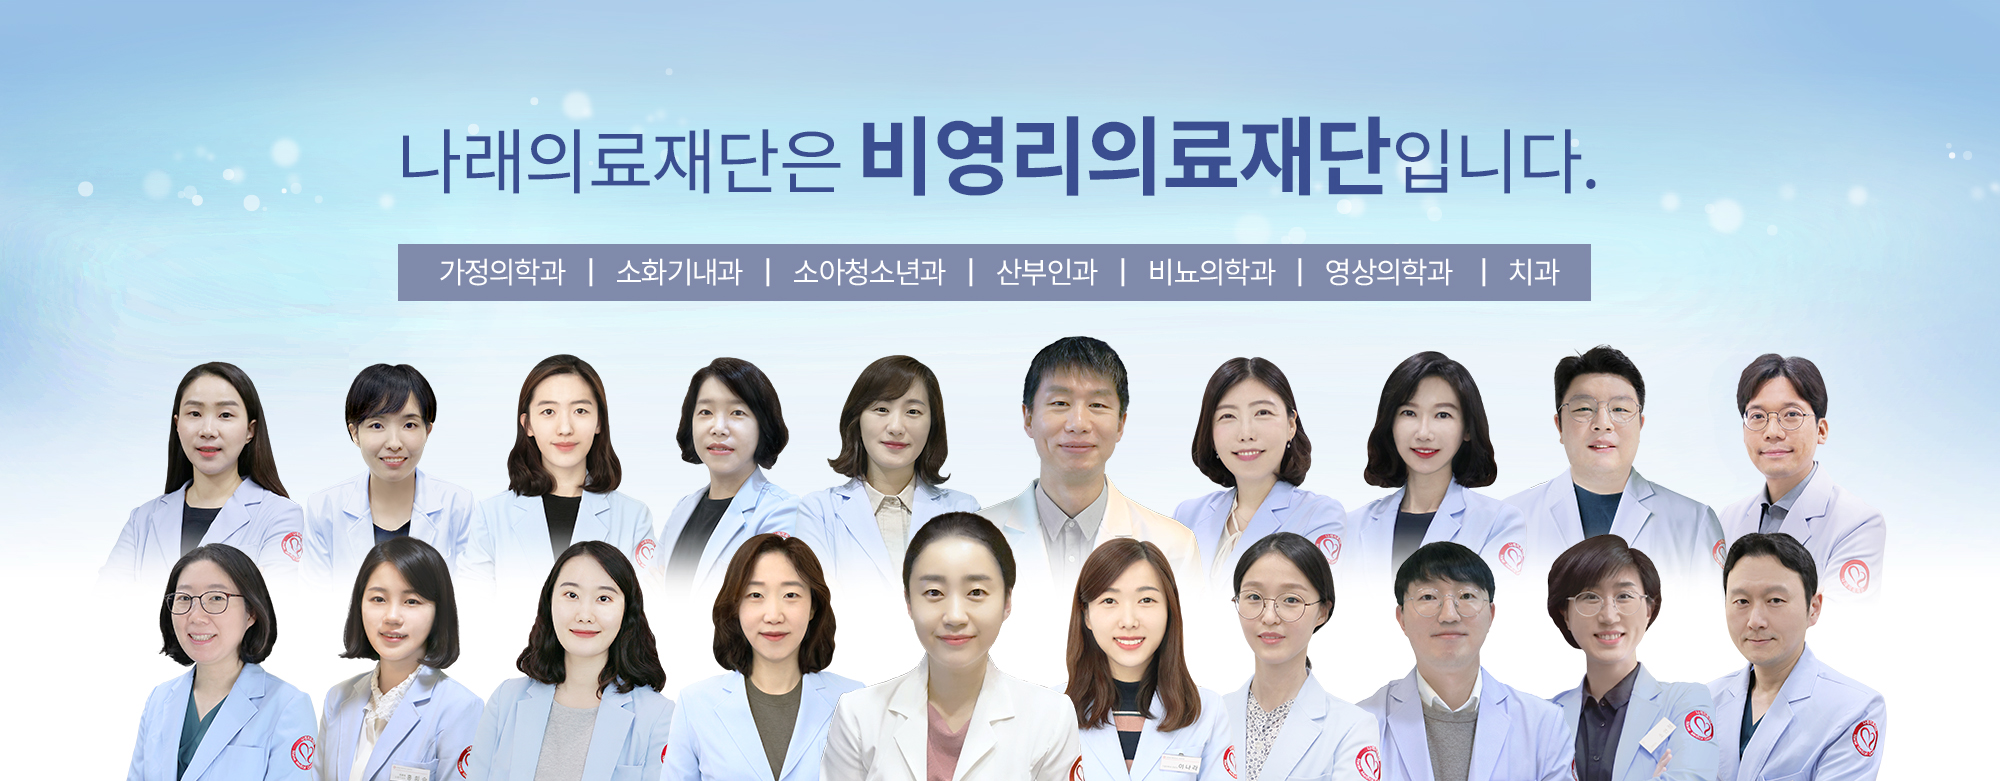 나래의료재단은 비영리의료재단입니다.
가정의학과 | 소화기내과 | 소아청소년과 | 산부인과 | 비뇨의학과 | 영상의학과 | 치과